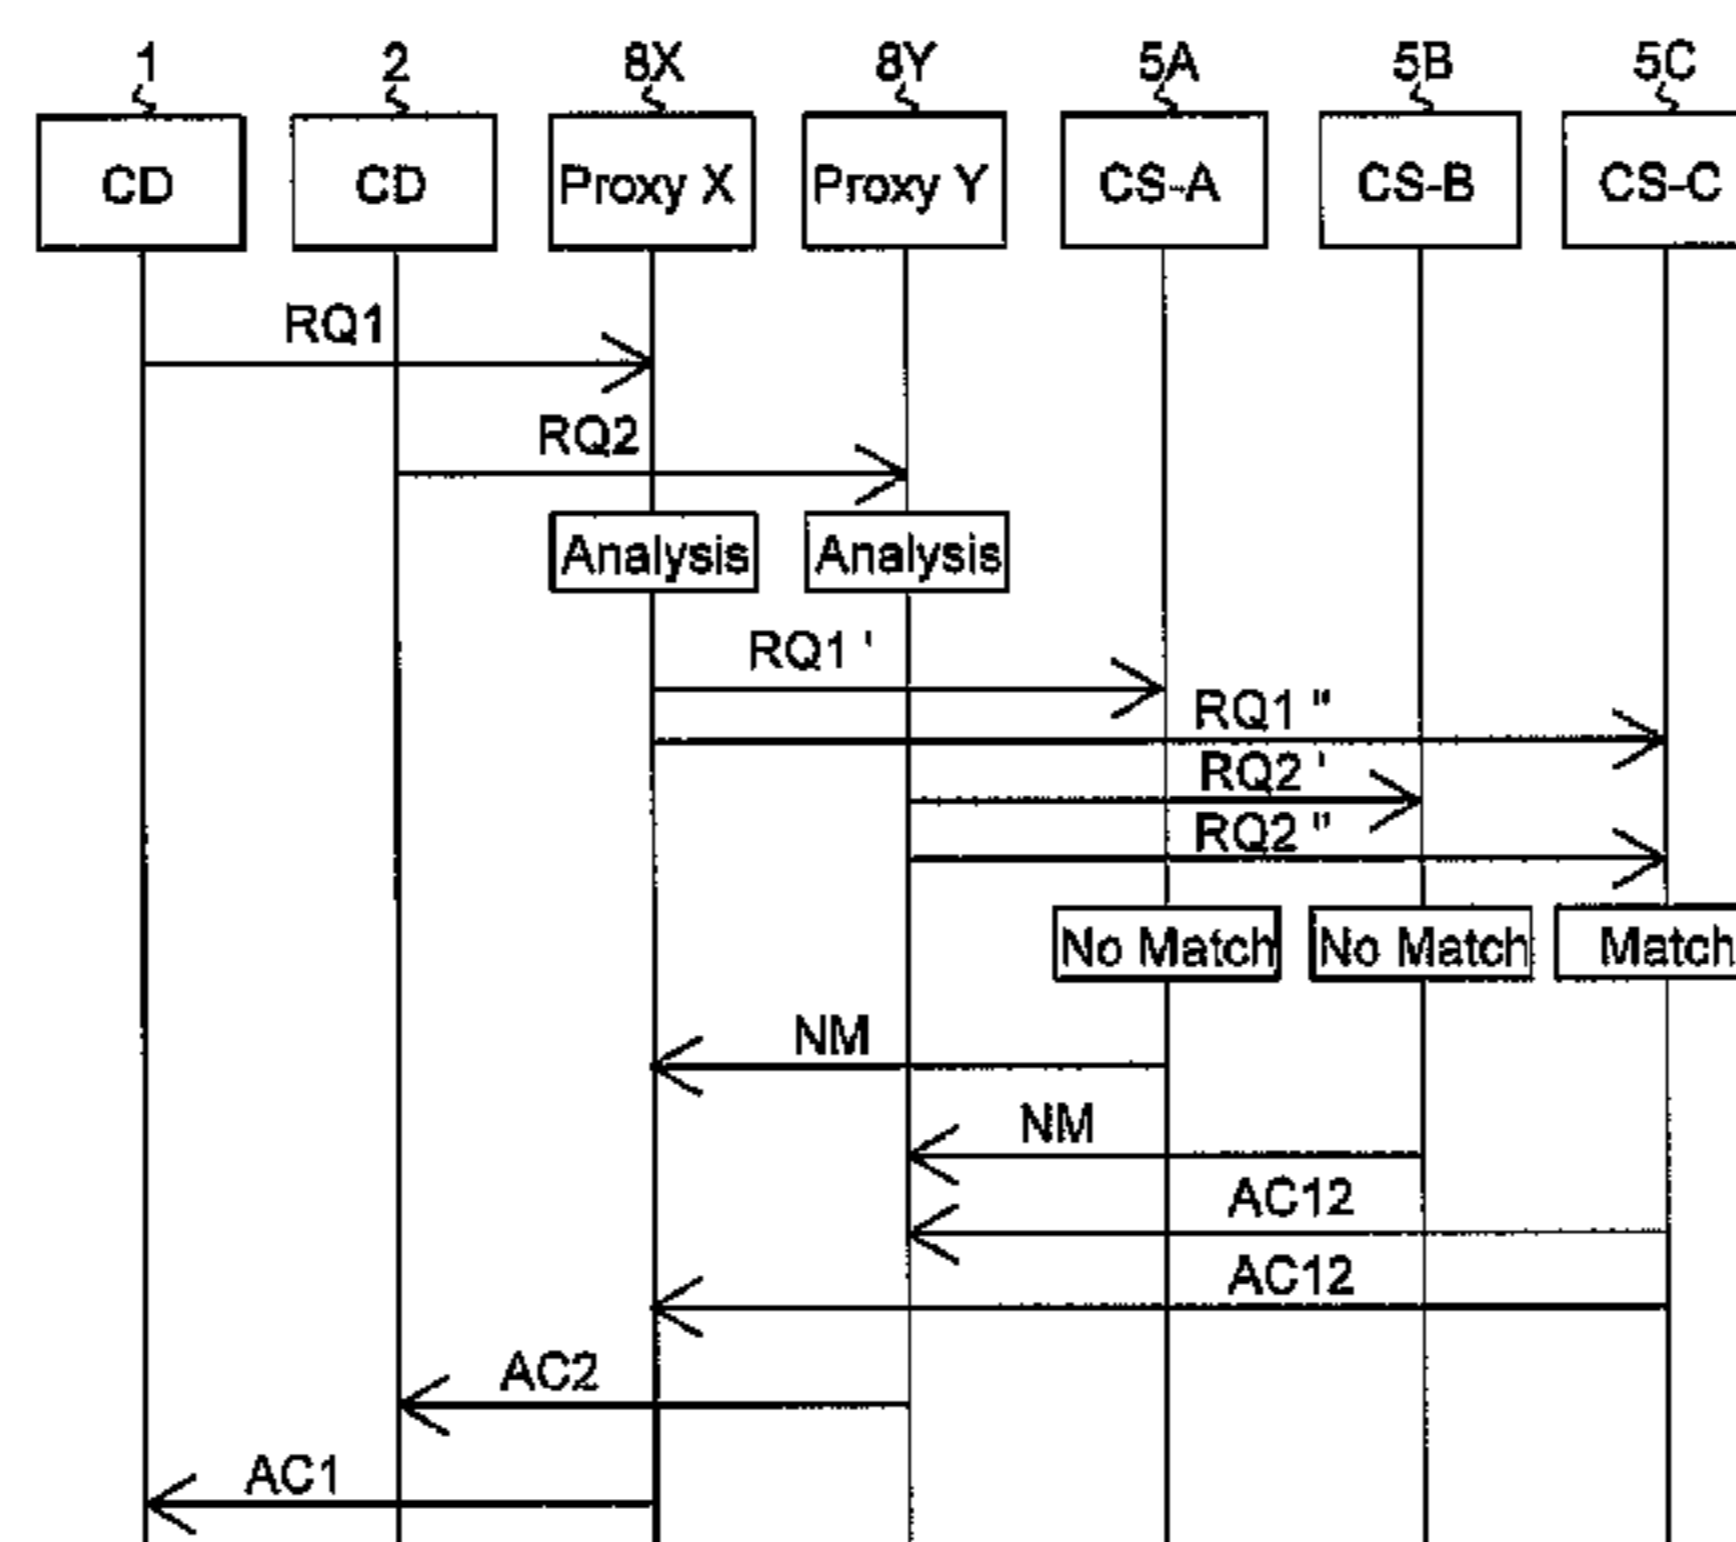 1 2 8X 8Y 5A 5B 5C
CD CD Proxy X Proxy Y CS-A CS-B CS-C
RQ1
RQ2
Analysis Analysis
RQ1 '
RQ1 "
RQ2 '
RQ2 "
No Match No Match Match
NM
NM
AC12
AC12
AC2
AC1